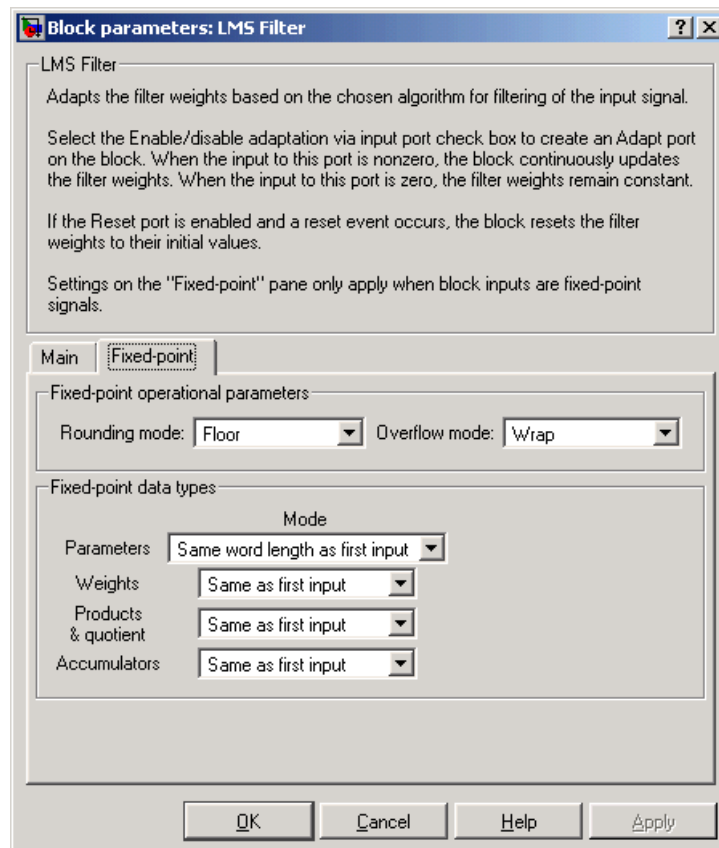 Block parameters: LMS Filter
LMS Filter
Adapts the filter weights based on the chosen algorithm for filtering of the input signal.
Select the Enable/disable adaptation via input port check box to create an Adapt port
on the block. When the input to this port is nonzero, the block continuously updates
the filter weights. When the input to this port is zero, the filter weights remain constant.
If the Reset port is enabled and a reset event occurs, the block resets the filter
weights to their initial values.
Settings on the "Fixed-point" pane only apply when block inputs are fixed-point
signals.
Main Fixed-point
Fixed-point operational parameters
Rounding mode: Floor Overflow mode: Wrap
Fixed-point data types
Mode
Parameters Same word length as first input
Weights Same as first input
Products
& quotient Same as first input
Accumulators Same as first input
OK Cancel Help Apply